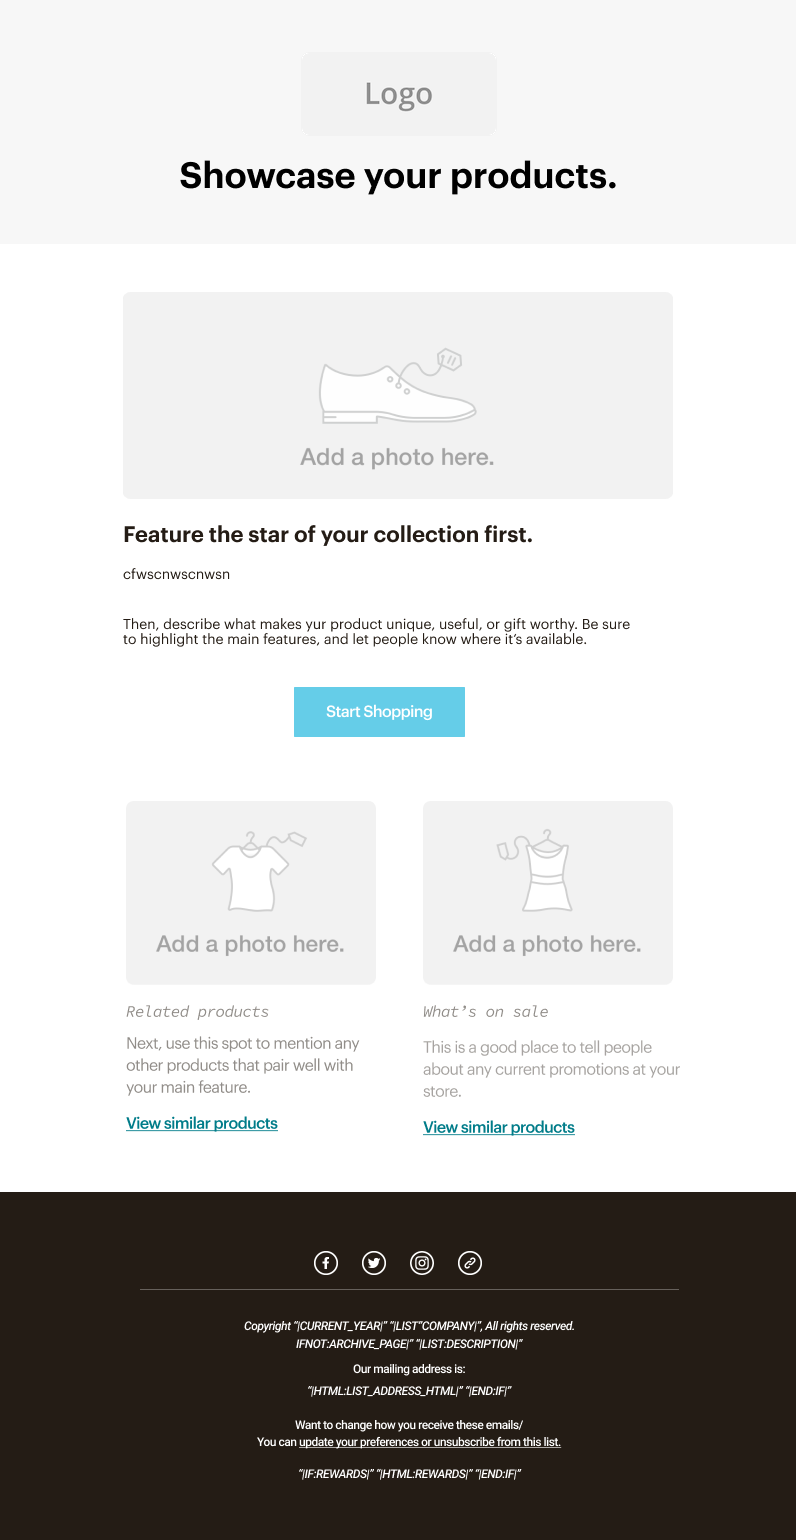 Logo
Showcase your products.
Add a photo here.
Feature the star of your collection first.
cfwscnwscnwsn
Then, describe what makes yur product unique, useful, or gift worthy. Be sure
to highlight the main features, and let people know where it’s available.
Start Shopping
Add a photo here.
Related products
Next, use this spot to mention any
other products that pair well with
your main feature.
View similar products
Add a photo here.
What’s on sale
This is a good place to tell people
about any current promotions at your
store.
View similar products
Copyright “|CURRENT_YEAR|” “|LIST”COMPANY|”, All rights reserved.
IFNOT:ARCHIVE_PAGE|” “|LIST:DESCRIPTION|”
Our mailing address is:
“|HTML:LIST_ADDRESS_HTML|” “|END:IF|”
Want to change how you receive these emails/
You can update your preferences or unsubscribe from this list.
“|IF:REWARDS|” “|HTML:REWARDS|” “|END:IF|”